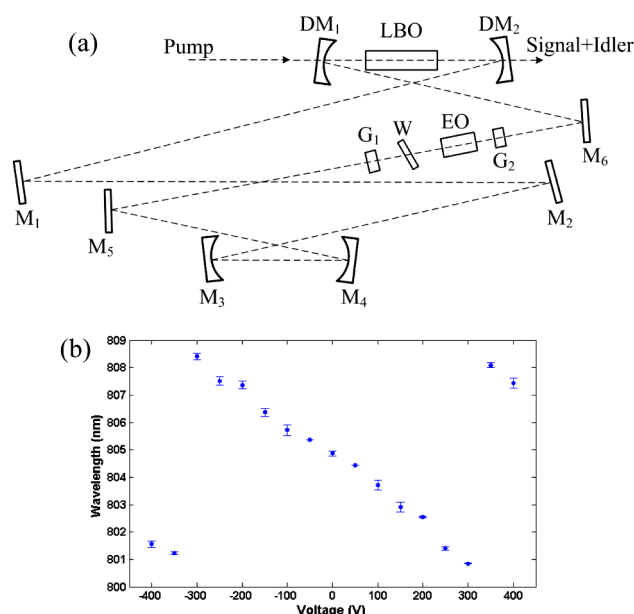 (a)
DM1 LBO DM2
Pump Signal+Idler
G1 W EO G2
M6
M1 M5 M2
M3 M4
(b)
809
808
807
806
805
804
803
802
801
800
Wavelength (nm)
-400 -300 -200 -100 0 100 200 300 400
Voltage (V)